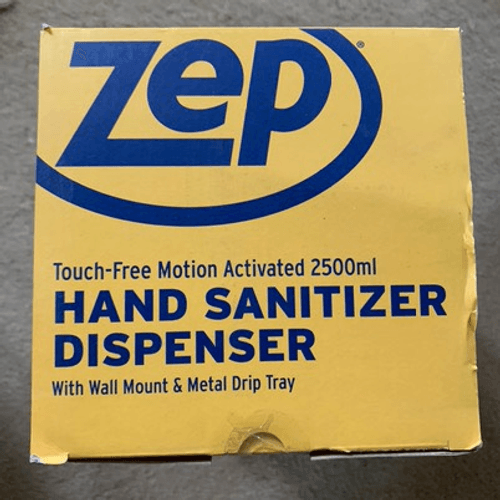 Zep®
Touch-Free Motion Activated 2500ml
HAND SANITIZER
DISPENSER
With Wall Mount & Metal Drip Tray